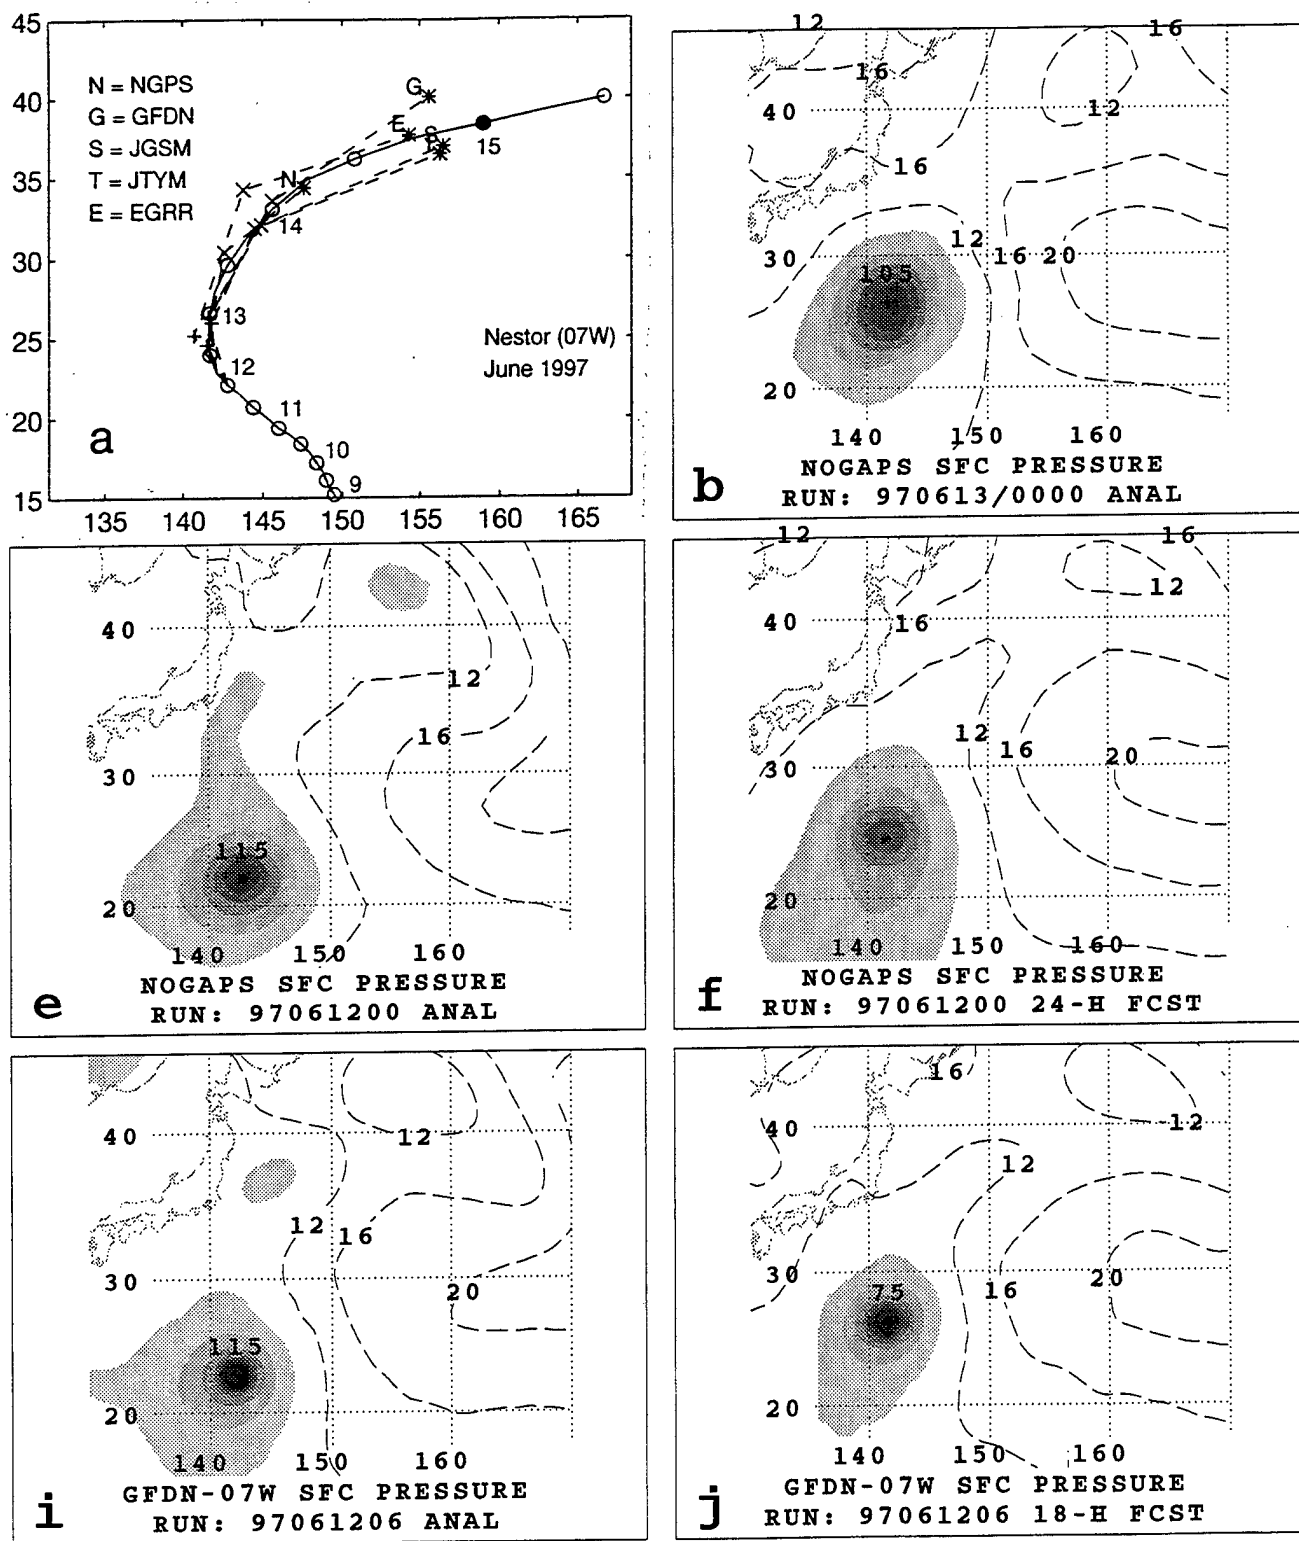 45
40
35
30
25
20
15
N = NGPS
G = GFDN
S = JGSM
T = JTYM
E = EGRR
G
E
S
T
N
15
14
13
12
11
10
9
Nestor (07W)
June 1997
a
135 140 145 150 155 160 165
12 16
16
40 12
16
12
30 16 20
105
20
140 150 160
NOGAPS SFC PRESSURE
b RUN: 970613/0000 ANAL
40
12
16
30
115
20
140 150 160
NOGAPS SFC PRESSURE
e RUN: 97061200 ANAL
12 16
12
40 16
12 16
30 20
20
140 150 160
NOGAPS SFC PRESSURE
f RUN: 97061200 24-H FCST
40 12
12 16
30 20
115
20
140 150 160
GFDN-07W SFC PRESSURE
i RUN: 97061206 ANAL
16
40 12
12
30 20
75 16
20
140 150 160
GFDN-07W SFC PRESSURE
j RUN: 97061206 18-H FCST